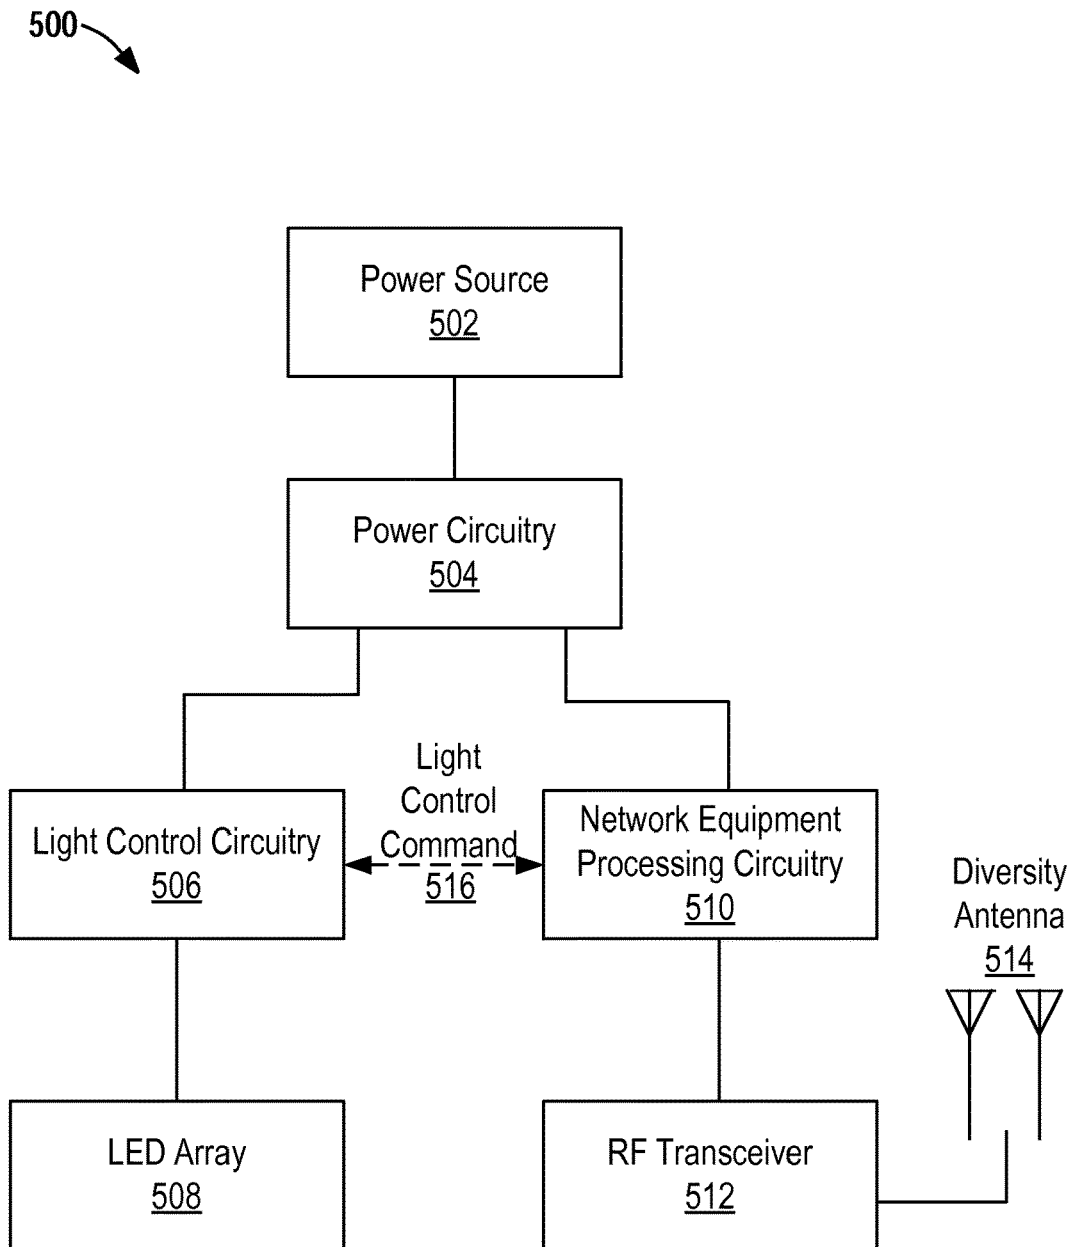 500
Power Source
502
Power Circuitry
504
Light
Control
Command
516
Light Control Circuitry
506
Network Equipment
Processing Circuitry
510
Diversity
Antenna
514
LED Array
508
RF Transceiver
512